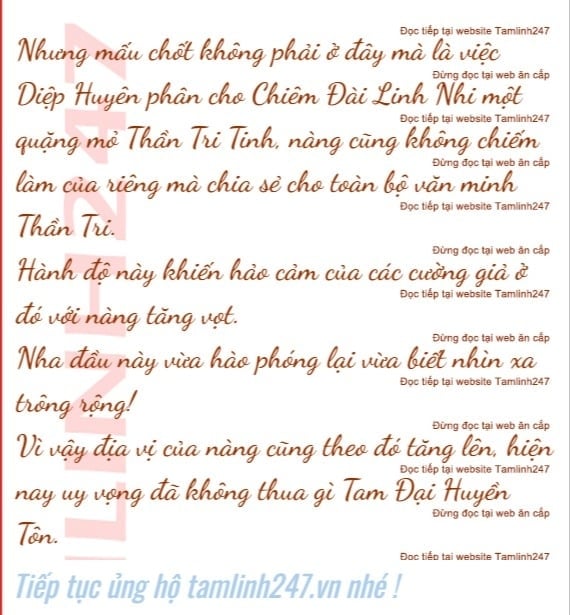 Đọc tiếp tại website Tamlinh247
Nhưng mấu chốt không phải ở đây mà là việc
Đừng đọc tại web ăn cắp
Diệp Huyên phân cho Chiêm Đài Linh Nhi một
Đọc tiếp tại website Tamlinh247
quặng mỏ Thần Tri Tinh, nàng cũng không chiếm
Đừng đọc tại web ăn cắp
làm của riêng mà chia sẻ cho toàn bộ văn minh
Đọc tiếp tại website Tamlinh247
Thần Tri.
Đừng đọc tại web ăn cắp
Hành độ này khiến hảo cảm của các cường giả ở
Đọc tiếp tại website Tamlinh247
đó với nàng tăng vọt.
Đừng đọc tại web ăn cắp
Nha đầu này vừa hào phóng lại vừa biết nhìn xa
Đọc tiếp tại website Tamlinh247
trông rộng!
Đừng đọc tại web ăn cắp
Vì vậy địa vị của nàng cũng theo đó tăng lên, hiện
Đọc tiếp tại website Tamlinh247
nay uy vọng đã không thua gì Tam Đại Huyền
Đừng đọc tại web ăn cắp
Tôn.
Đọc tiếp tại website Tamlinh247
LINH247
Tiếp tục ủng hộ tamlinh247.vn nhé !